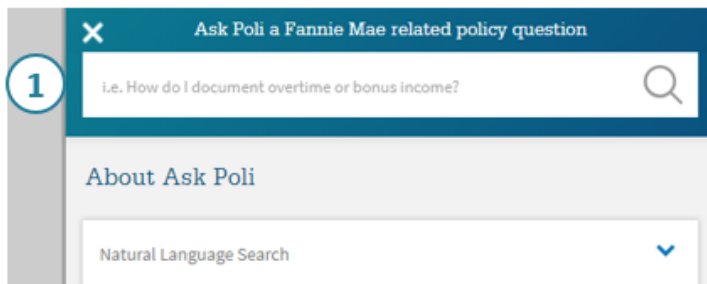 Ask Poli a Fannie Mae related policy question
1
i.e. How do I document overtime or bonus income?
About Ask Poli
Natural Language Search